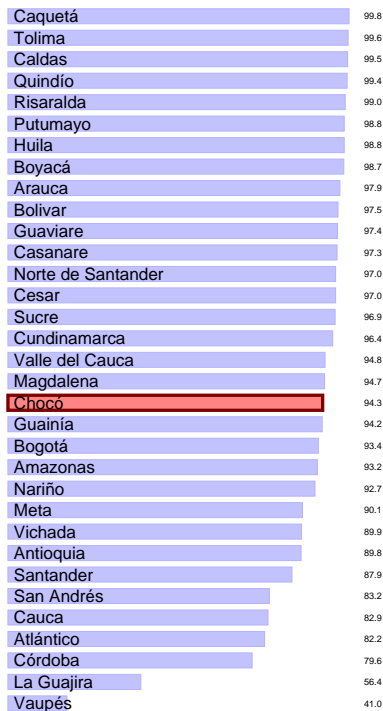 Caquetá 99.8
Tolima 99.6
Caldas 99.5
Quindío 99.4
Risaralda 99.0
Putumayo 98.8
Huila 98.8
Boyacá 98.7
Arauca 97.9
Bolivar 97.5
Guaviare 97.4
Casanare 97.3
Norte de Santander 97.0
Cesar 97.0
Sucre 96.9
Cundinamarca 96.4
Valle del Cauca 94.8
Magdalena 94.7
Chocó 94.3
Guainía 94.2
Bogotá 93.4
Amazonas 93.2
Nariño 92.7
Meta 90.1
Vichada 89.9
Antioquia 89.8
Santander 87.9
San Andrés 83.2
Cauca 82.9
Atlántico 82.2
Córdoba 79.6
La Guajira 56.4
Vaupés 41.0